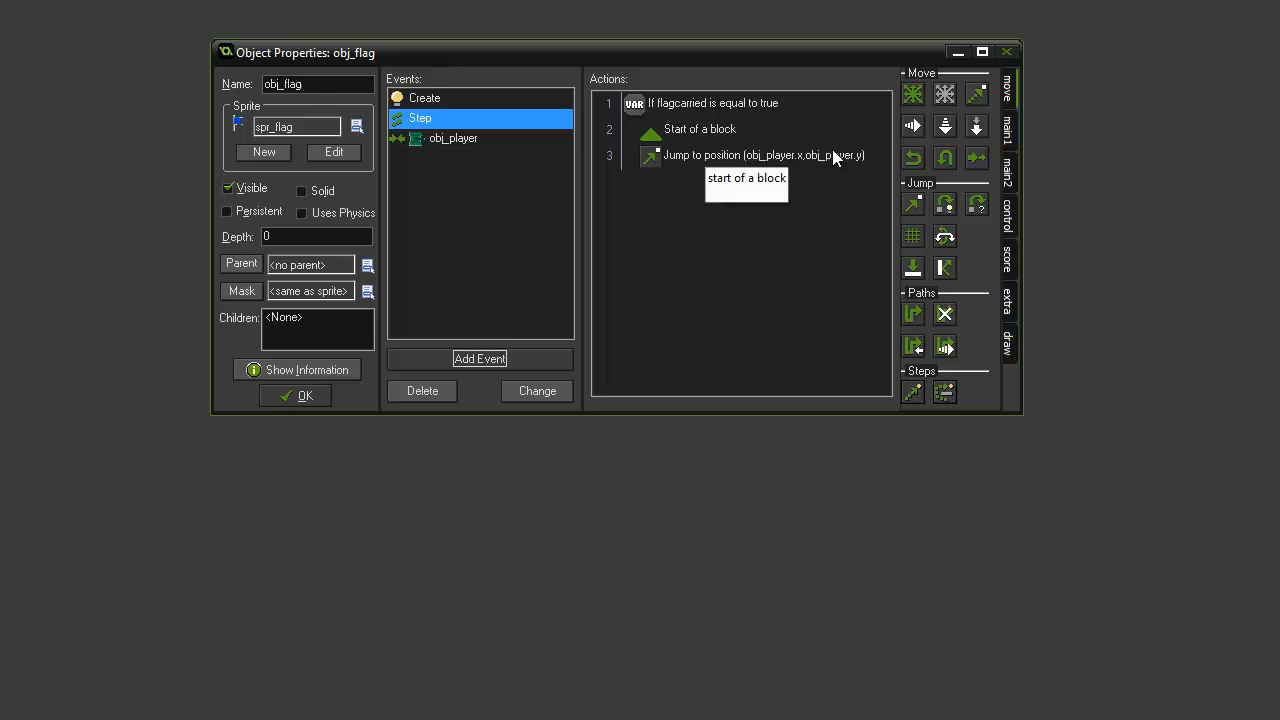 Object Properties: obj_flag
Name: obj_flag
Sprite
spr_flag
New Edit
Visible Solid
Persistent Uses Physics
Depth: 0
Parent <no parent>
Mask <same as sprite>
Children: <None>
Show Information
OK
Events:
Create
Step
obj_player
Add Event
Delete Change
Actions:
1 VAR If flagcarried is equal to true
2 Start of a block
3 Jump to position (obj_player.x,obj_player.y)
start of a block
Move
Jump
Paths
Steps
move
main1
main2
control
score
extra
draw